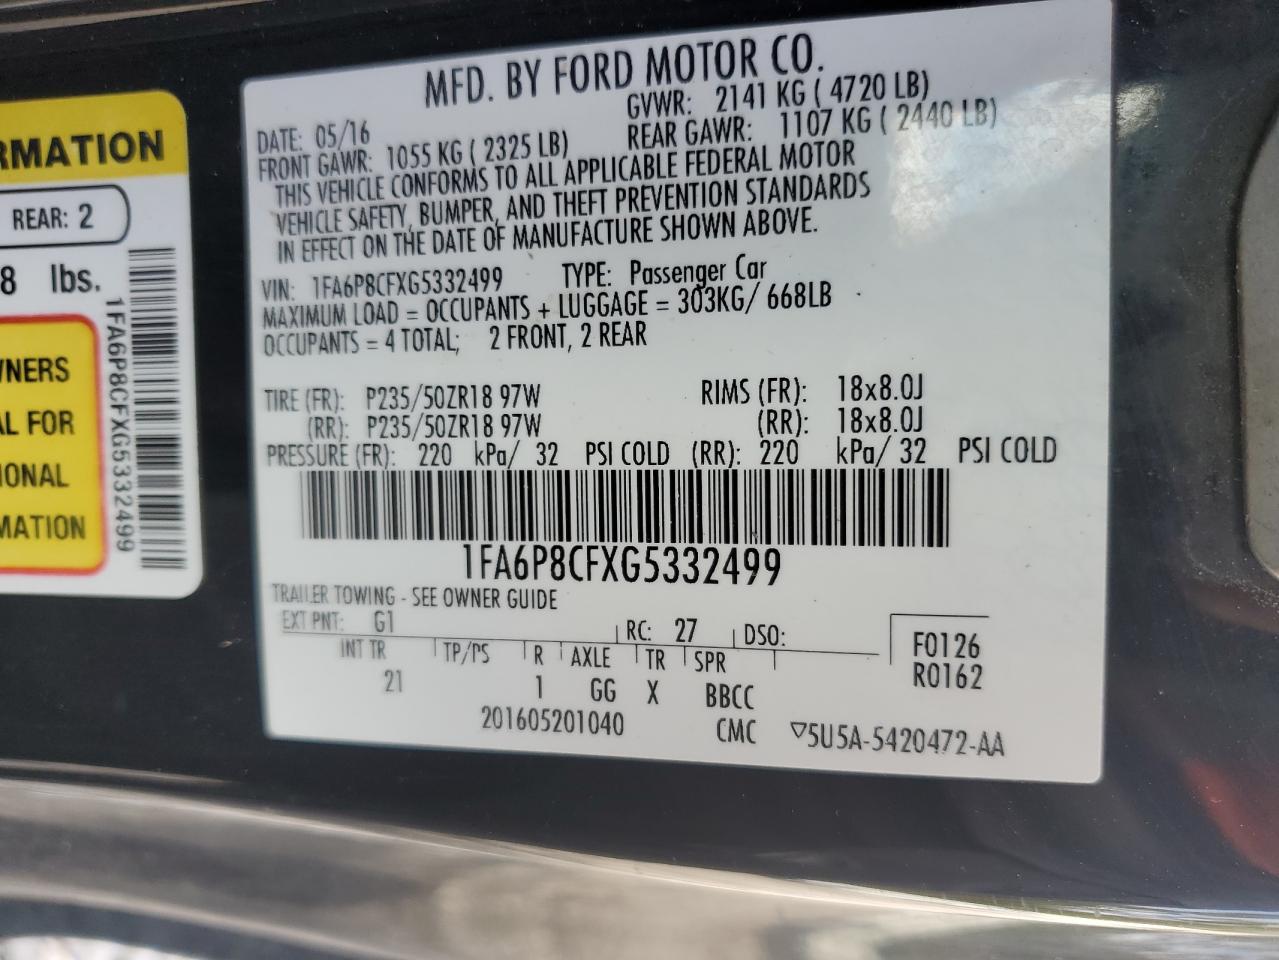 RMATION
REAR: 2
8 lbs.
WNERS
AL FOR
IONAL
MATION
1FA6P8CFXG5332499
MFD. BY FORD MOTOR CO.
DATE: 05/16 GVWR: 2141 KG ( 4720 LB)
FRONT GAWR: 1055 KG ( 2325 LB) REAR GAWR: 1107 KG ( 2440 LB)
THIS VEHICLE CONFORMS TO ALL APPLICABLE FEDERAL MOTOR
VEHICLE SAFETY, BUMPER, AND THEFT PREVENTION STANDARDS
IN EFFECT ON THE DATE OF MANUFACTURE SHOWN ABOVE.
VIN: 1FA6P8CFXG5332499 TYPE: Passenger Car
MAXIMUM LOAD = OCCUPANTS + LUGGAGE = 303KG/ 668LB
OCCUPANTS = 4 TOTAL; 2 FRONT, 2 REAR
TIRE (FR): P235/50ZR18 97W RIMS (FR): 18x8.0J
(RR): P235/50ZR18 97W (RR): 18x8.0J
PRESSURE (FR): 220 kPa/ 32 PSI COLD (RR): 220 kPa/ 32 PSI COLD
1FA6P8CFXG5332499
TRAILER TOWING - SEE OWNER GUIDE
EXT PNT: G1 RC: 27 DSO: F0126
INT TR TP/PS R AXLE TR SPR R0162
21 1 GG X BBCC
201605201040 CMC ▽5U5A-5420472-AA